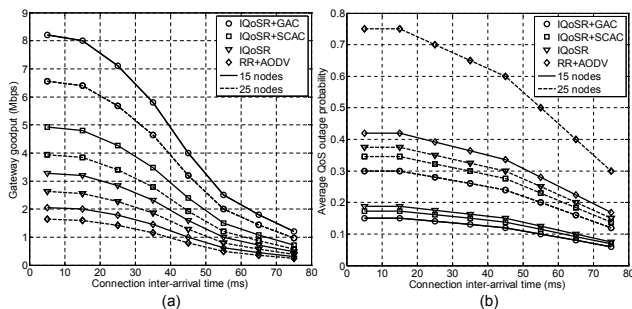 9
8
7
6
5
4
3
2
1
0
Gateway goodput (Mbps)
IQoSR+GAC
IQoSR+SCAC
IQoSR
RR+AODV
15 nodes
25 nodes
0 10 20 30 40 50 60 70 80
Connection inter-arrival time (ms)
(a)
0.8
0.7
0.6
0.5
0.4
0.3
0.2
0.1
0
Average QoS outage probability
IQoSR+GAC
IQoSR+SCAC
IQoSR
RR+AODV
15 nodes
25 nodes
0 10 20 30 40 50 60 70 80
Connection inter-arrival time (ms)
(b)